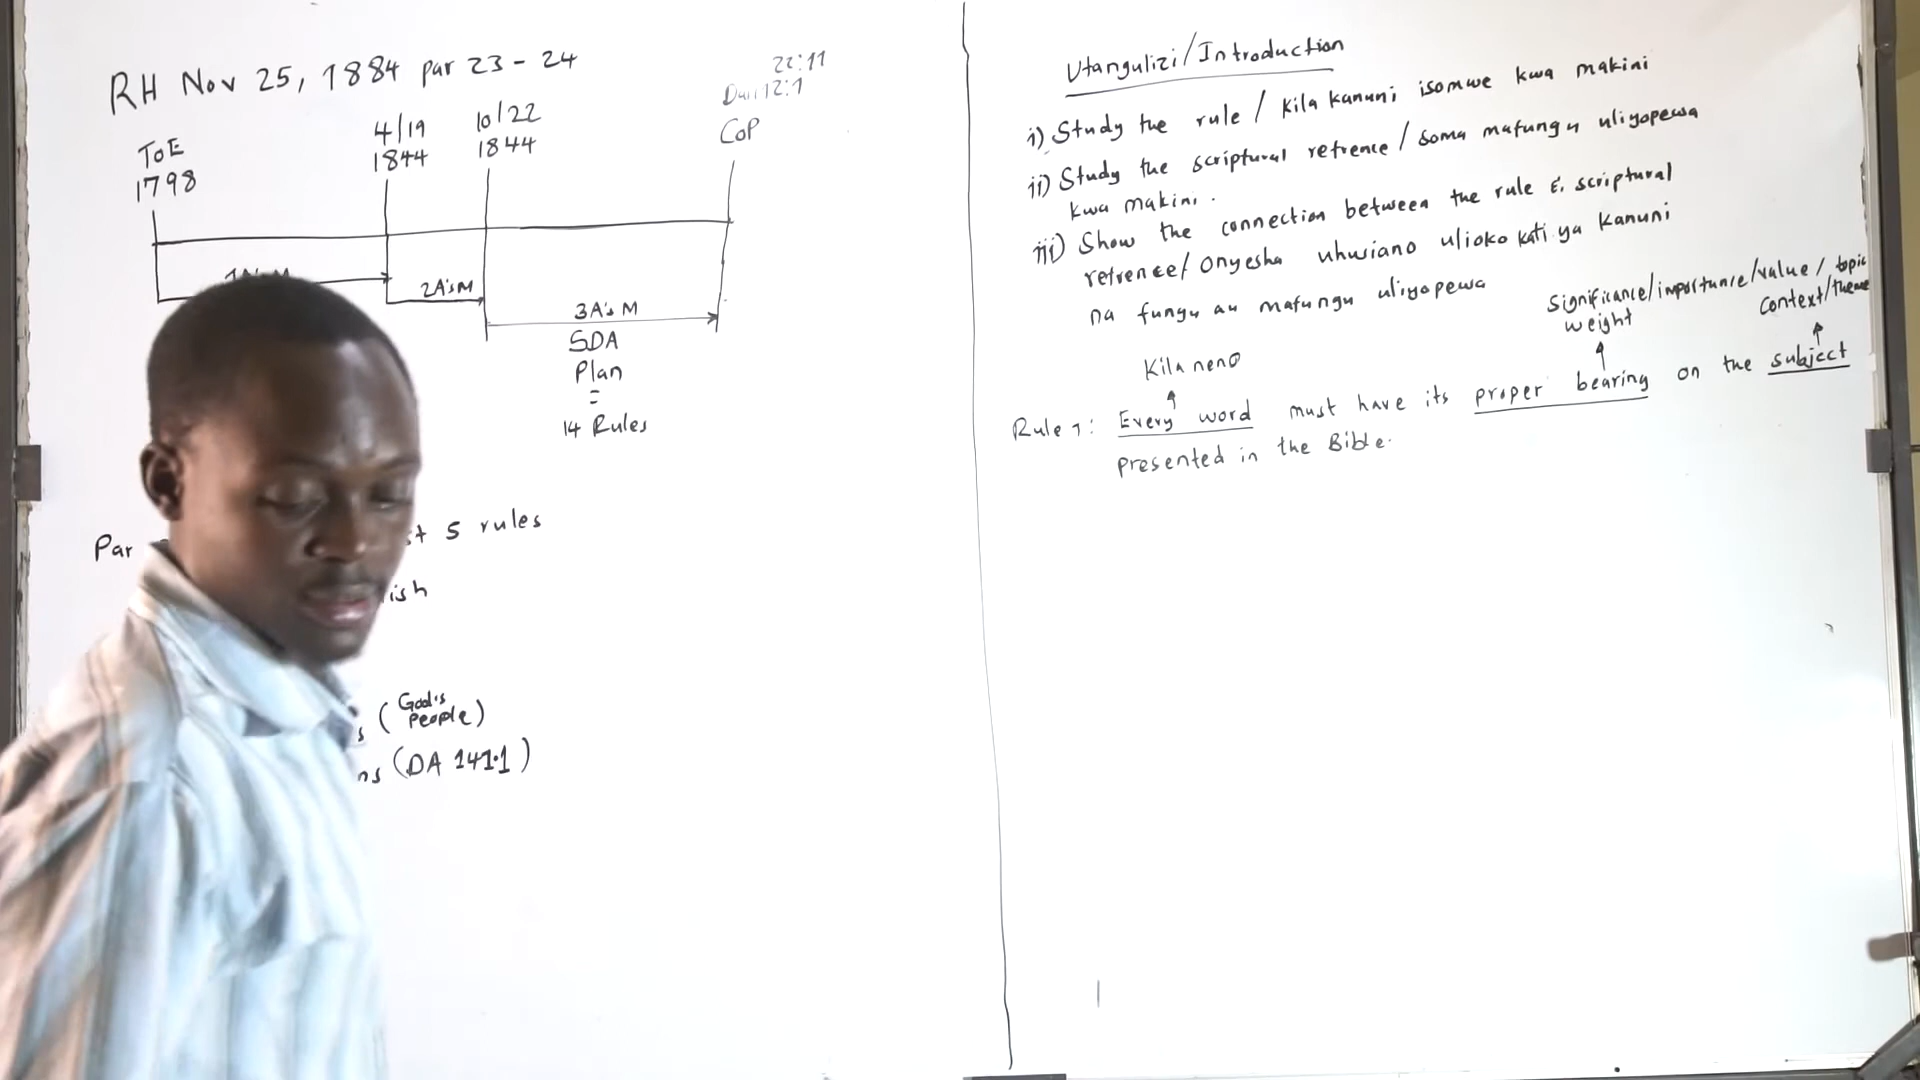 RH Nov 25, 1884 par 23 - 24
22:11
Dan 12:1
ToE
1798
4/19
1844
10/22
1844
CoP
2A's M
3A's M
SDA
Plan
=
14 Rules
Par
5 rules
(God's
People)
(DA 141.1)
Utangulizi/Introduction
i) Study the rule / Kila kanuni isomwe kwa makini
ii) Study the scriptural refrence / Soma mafungu uliyopewa
kwa makini.
iii) Show the connection between the rule & scriptural
refrence/ Onyesha uhusiano ulioko kati ya kanuni
na fungu au mafungu uliyopewa
Significance/importance/value/ topic
weight
Context/theme
Kila neno
Rule 1: Every word must have its proper bearing on the subject
presented in the Bible.